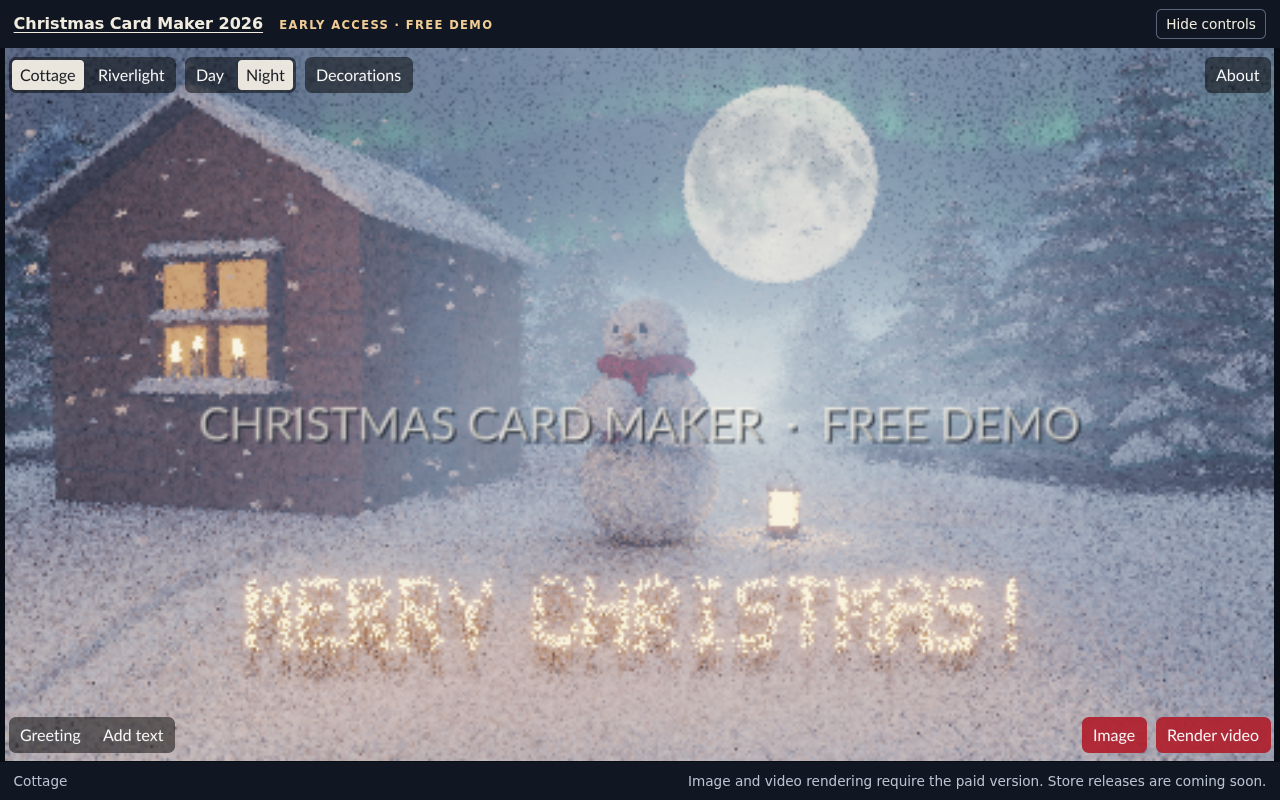 Christmas Card Maker 2026 EARLY ACCESS · FREE DEMO Hide controls
Cottage Riverlight Day Night Decorations About
CHRISTMAS CARD MAKER · FREE DEMO
MERRY CHRISTMAS!
Greeting Add text Image Render video
Cottage Image and video rendering require the paid version. Store releases are coming soon.